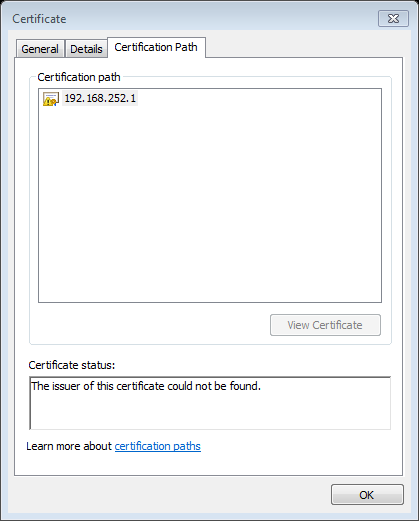 Certificate
General Details Certification Path
Certification path
192.168.252.1
View Certificate
Certificate status:
The issuer of this certificate could not be found.
Learn more about certification paths
OK